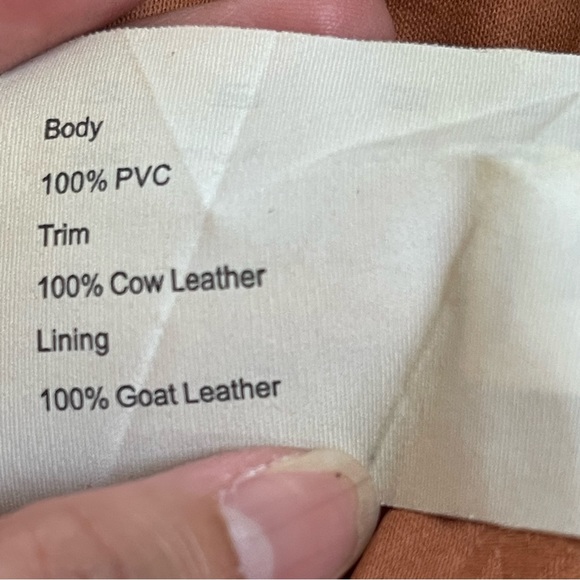 Body
100% PVC
Trim
100% Cow Leather
Lining
100% Goat Leather